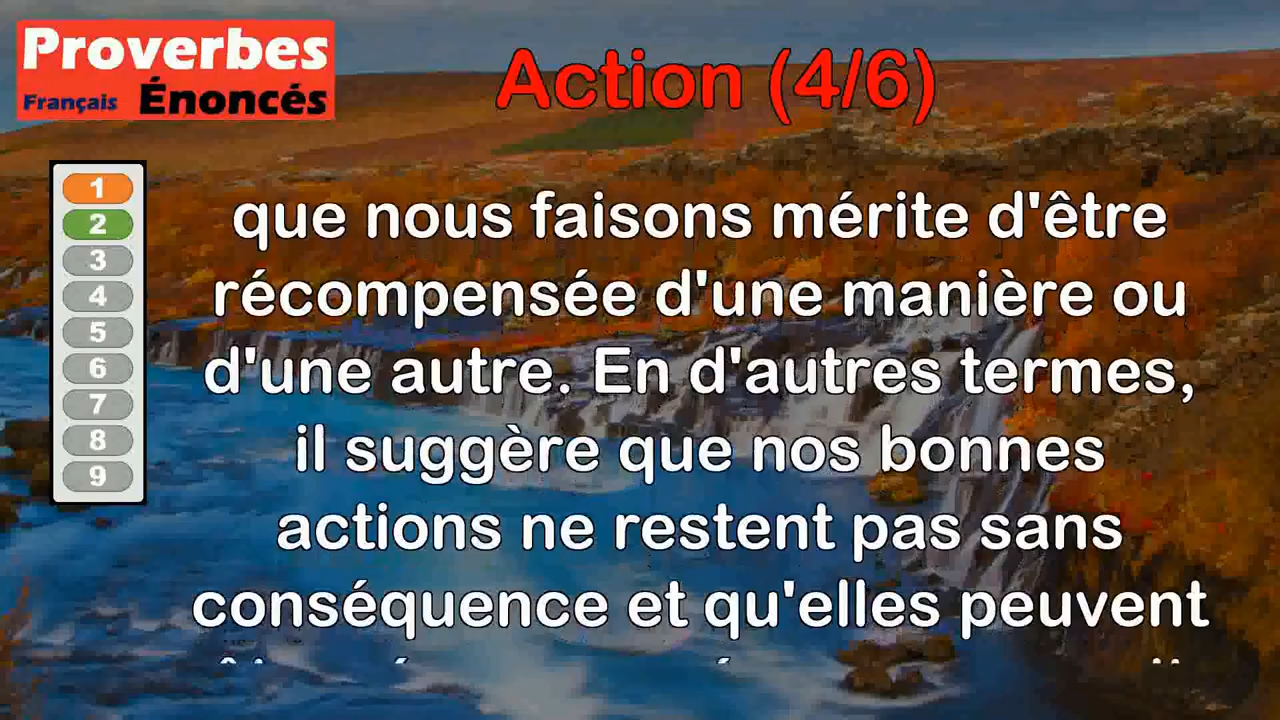 Proverbes
Français Énoncés
Action (4/6)
1
2
3
4
5
6
7
8
9
que nous faisons mérite d'être
récompensée d'une manière ou
d'une autre. En d'autres termes,
il suggère que nos bonnes
actions ne restent pas sans
conséquence et qu'elles peuvent